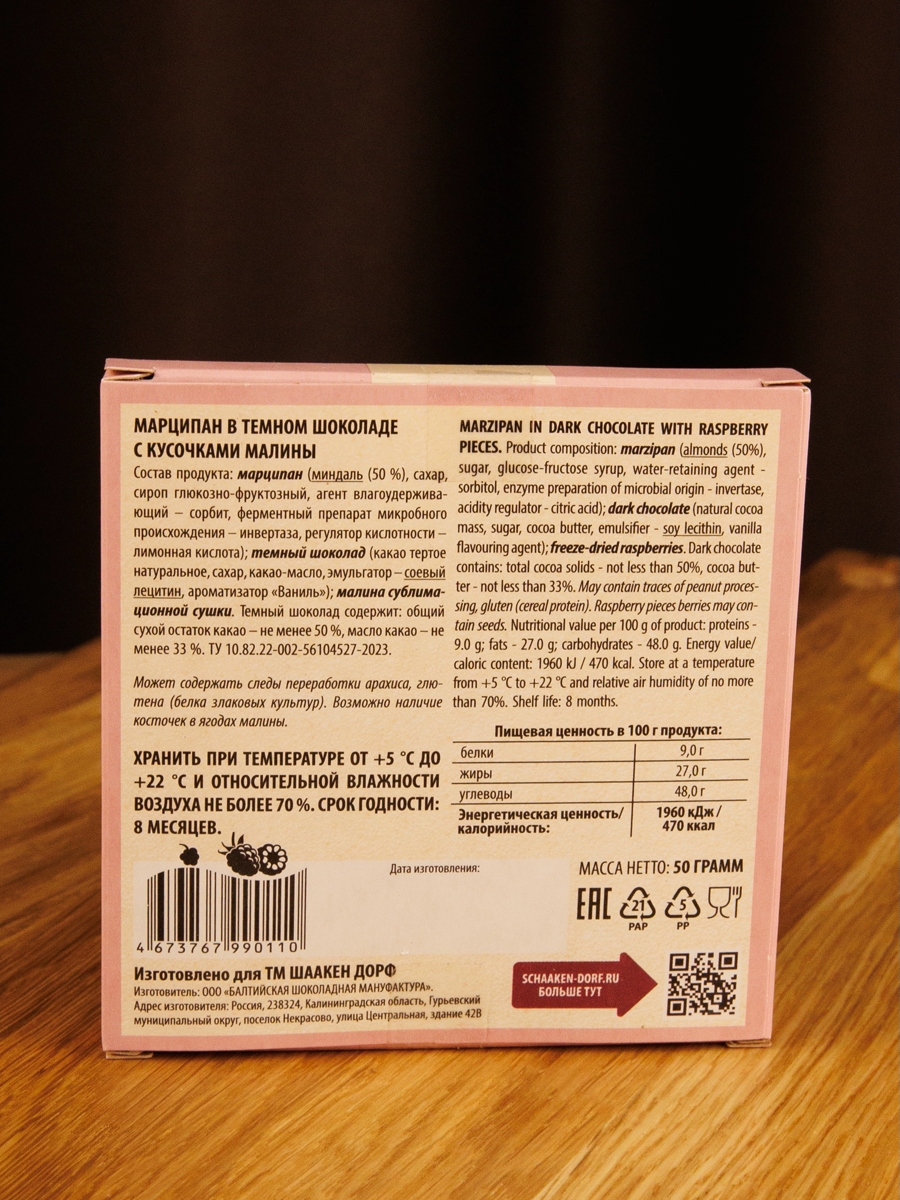 МАРЦИПАН В ТЕМНОМ ШОКОЛАДЕ
С КУСОЧКАМИ МАЛИНЫ
Состав продукта: марципан (миндаль (50 %), сахар,
сироп глюкозно-фруктозный, агент влагоудержива-
ющий – сорбит, ферментный препарат микробного
происхождения – инвертаза, регулятор кислотности –
лимонная кислота); темный шоколад (какао тертое
натуральное, сахар, какао-масло, эмульгатор – соевый
лецитин, ароматизатор «Ваниль»); малина сублима-
ционной сушки. Темный шоколад содержит: общий
сухой остаток какао – не менее 50 %, масло какао – не
менее 33 %. ТУ 10.82.22-002-56104527-2023.
Может содержать следы переработки арахиса, глю-
тена (белка злаковых культур). Возможно наличие
косточек в ягодах малины.
ХРАНИТЬ ПРИ ТЕМПЕРАТУРЕ ОТ +5 °С ДО
+22 °С И ОТНОСИТЕЛЬНОЙ ВЛАЖНОСТИ
ВОЗДУХА НЕ БОЛЕЕ 70 %. СРОК ГОДНОСТИ:
8 МЕСЯЦЕВ.
MARZIPAN IN DARK CHOCOLATE WITH RASPBERRY
PIECES. Product composition: marzipan (almonds (50%),
sugar, glucose-fructose syrup, water-retaining agent -
sorbitol, enzyme preparation of microbial origin - invertase,
acidity regulator - citric acid); dark chocolate (natural cocoa
mass, sugar, cocoa butter, emulsifier - soy lecithin, vanilla
flavouring agent); freeze-dried raspberries. Dark chocolate
contains: total cocoa solids - not less than 50%, cocoa but-
ter - not less than 33%. May contain traces of peanut proces-
sing, gluten (cereal protein). Raspberry pieces berries may con-
tain seeds. Nutritional value per 100 g of product: proteins -
9.0 g; fats - 27.0 g; carbohydrates - 48.0 g. Energy value/
caloric content: 1960 kJ / 470 kcal. Store at a temperature
from +5 °C to +22 °C and relative air humidity of no more
than 70%. Shelf life: 8 months.
Пищевая ценность в 100 г продукта:
белки 9,0 г
жиры 27,0 г
углеводы 48,0 г
Энергетическая ценность/ 1960 кДж /
калорийность: 470 ккал
Дата изготовления:
4 673767 990110
МАССА НЕТТО: 50 ГРАММ
EAC 21 5
PAP PP
Изготовлено для ТМ ШААКЕН ДОРФ
Изготовитель: ООО «БАЛТИЙСКАЯ ШОКОЛАДНАЯ МАНУФАКТУРА».
Адрес изготовителя: Россия, 238324, Калининградская область, Гурьевский
муниципальный округ, поселок Некрасово, улица Центральная, здание 42В
SCHAAKEN-DORF.RU
БОЛЬШЕ ТУТ